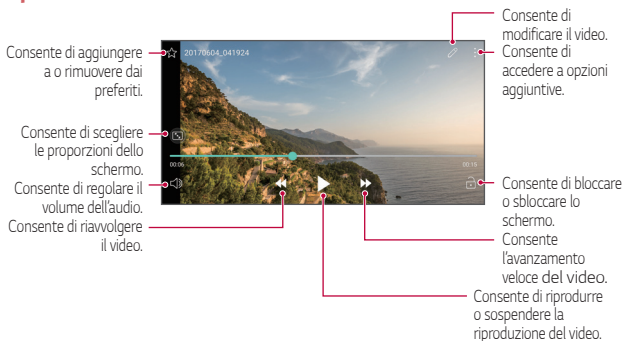 Consente di
modificare il video.
Consente di
accedere a opzioni
aggiuntive.
Consente di aggiungere
a o rimuovere dai
preferiti.
20170604_041924
Consente di scegliere
le proporzioni dello
schermo.
00:06
00:15
Consente di regolare il
volume dell'audio.
Consente di riavvolgere
il video.
Consente di bloccare
o sbloccare lo
schermo.
Consente
l'avanzamento
veloce del video.
Consente di riprodurre
o sospendere la
riproduzione del video.